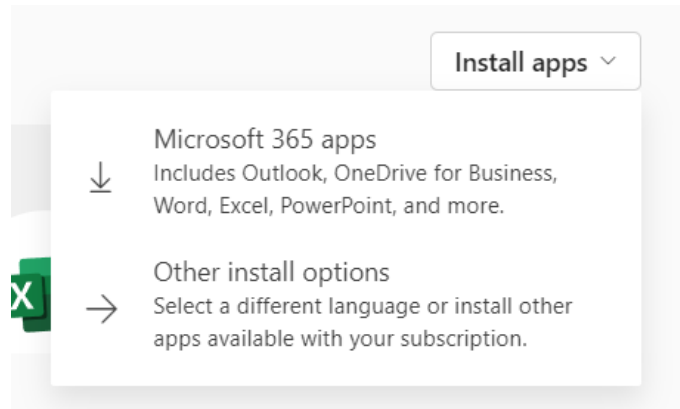 Install apps
Microsoft 365 apps
Includes Outlook, OneDrive for Business,
Word, Excel, PowerPoint, and more.
X
Other install options
Select a different language or install other
apps available with your subscription.